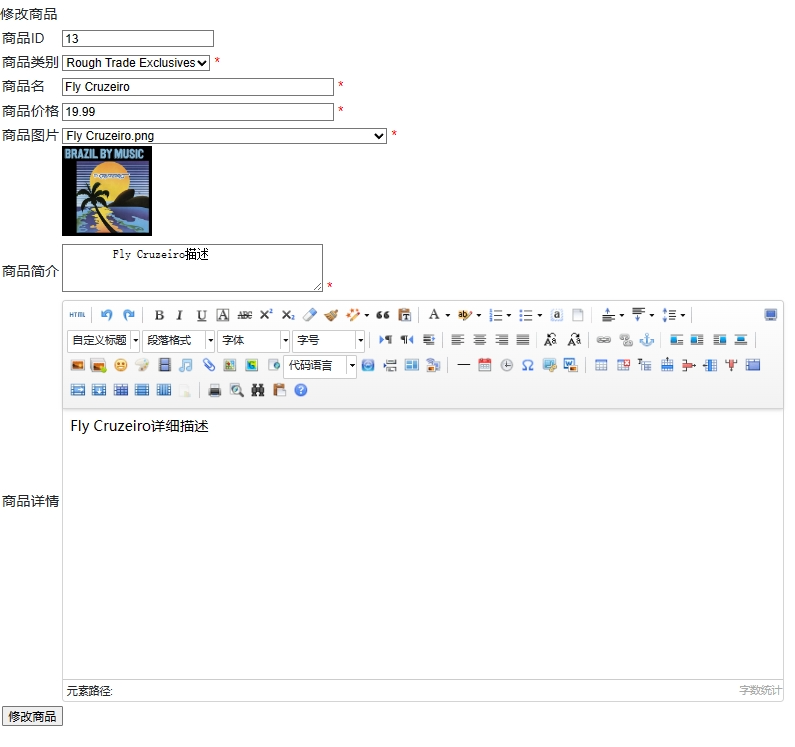 修改商品
商品ID 13
商品类别 Rough Trade Exclusives *
商品名 Fly Cruzeiro *
商品价格 19.99 *
商品图片 Fly Cruzeiro.png *
BRAZIL BY MUSIC
商品简介 Fly Cruzeiro描述 *
HTML B I U A ABC X² X₂ A ab a
自定义标题 段落格式 字体 字号
代码语言
Fly Cruzeiro详细描述
商品详情
元素路径: 字数统计
修改商品